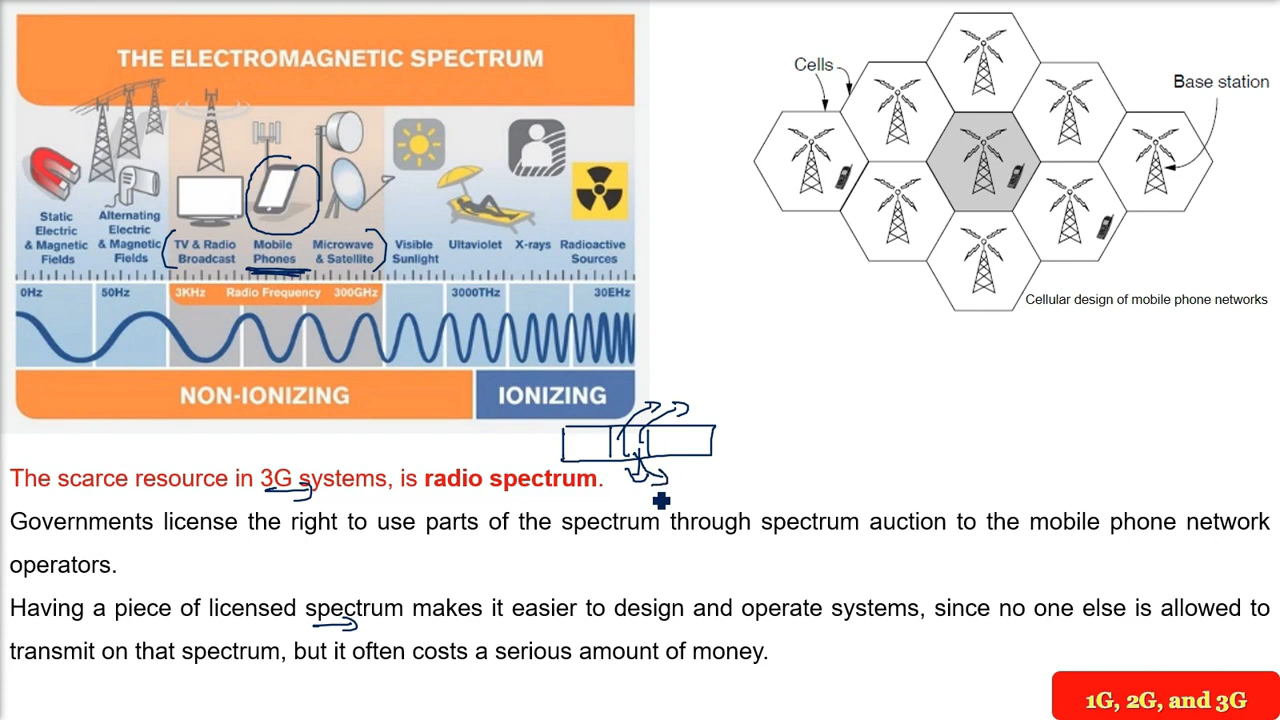 THE ELECTROMAGNETIC SPECTRUM
Static
Electric
& Magnetic
Fields
Alternating
Electric
& Magnetic
Fields
TV & Radio
Broadcast
Mobile
Phones
Microwave
& Satellite
Visible
Sunlight
Ultaviolet
X-rays
Radioactive
Sources
0Hz
50Hz
3KHz
Radio Frequency
300GHz
3000THz
30EHz
NON-IONIZING
IONIZING
Cells
Base station
Cellular design of mobile phone networks
The scarce resource in 3G systems, is radio spectrum.
Governments license the right to use parts of the spectrum through spectrum auction to the mobile phone network
operators.
Having a piece of licensed spectrum makes it easier to design and operate systems, since no one else is allowed to
transmit on that spectrum, but it often costs a serious amount of money.
1G, 2G, and 3G